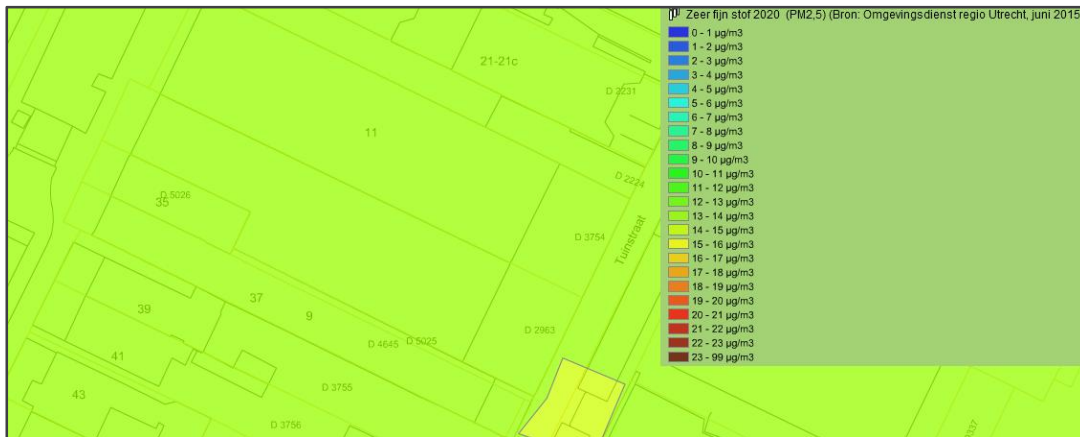 Zeer fijn stof 2020 (PM2,5) (Bron: Omgevingsdienst regio Utrecht, juni 2015
0 - 1 µg/m3
1 - 2 µg/m3
2 - 3 µg/m3
3 - 4 µg/m3
4 - 5 µg/m3
5 - 6 µg/m3
6 - 7 µg/m3
7 - 8 µg/m3
8 - 9 µg/m3
9 - 10 µg/m3
10 - 11 µg/m3
11 - 12 µg/m3
12 - 13 µg/m3
13 - 14 µg/m3
14 - 15 µg/m3
15 - 16 µg/m3
16 - 17 µg/m3
17 - 18 µg/m3
18 - 19 µg/m3
19 - 20 µg/m3
20 - 21 µg/m3
21 - 22 µg/m3
22 - 23 µg/m3
23 - 99 µg/m3
21-21c
D 2231
11
D 2224
D 5026
35
D 3754
Tuinstraat
37
39
9
D 2963
D 4645
D 5025
41
D 3755
43
D 3756